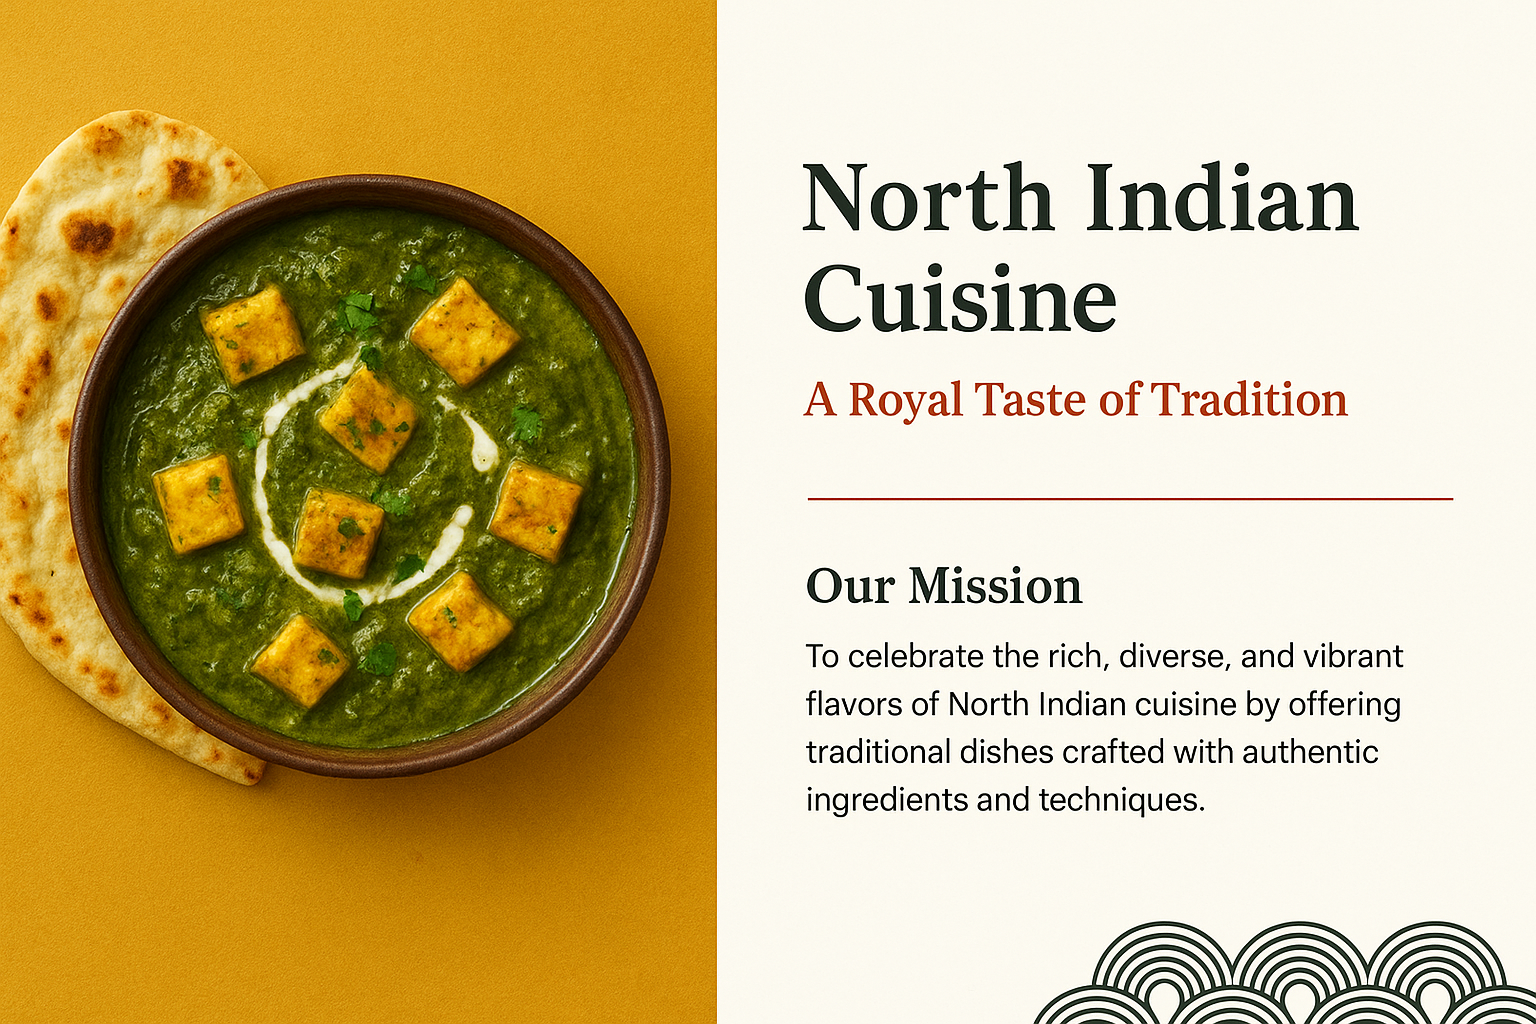 North Indian
Cuisine
A Royal Taste of Tradition
Our Mission
To celebrate the rich, diverse, and vibrant
flavors of North Indian cuisine by offering
traditional dishes crafted with authentic
ingredients and techniques.